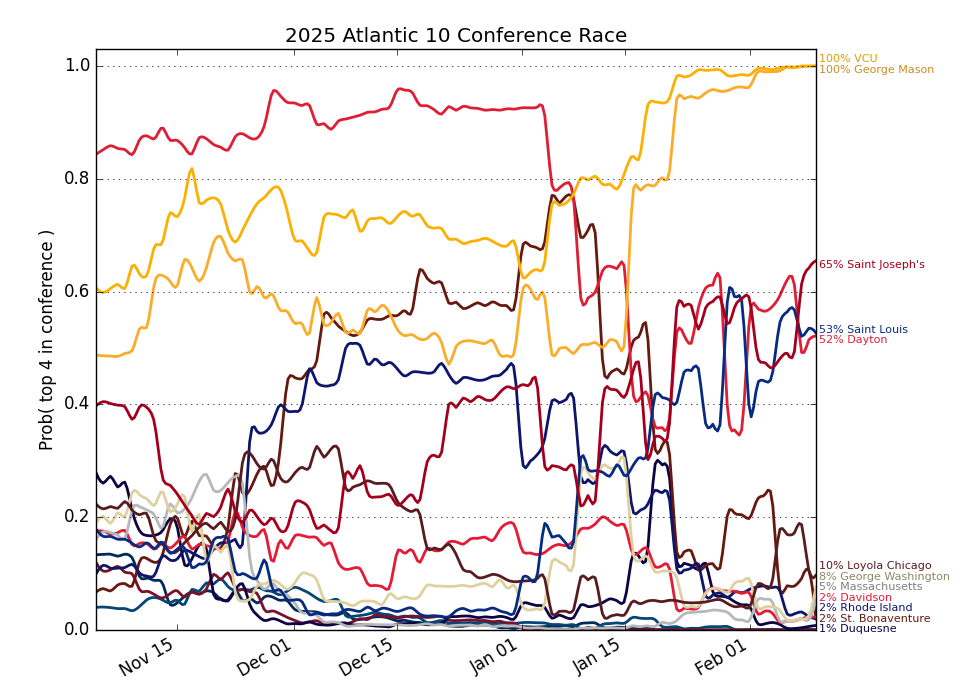 2025 Atlantic 10 Conference Race
Prob( top 4 in conference )
1.0
0.8
0.6
0.4
0.2
0.0
Nov 15
Dec 01
Dec 15
Jan 01
Jan 15
Feb 01
100% VCU
100% George Mason
65% Saint Joseph's
53% Saint Louis
52% Dayton
10% Loyola Chicago
8% George Washington
5% Massachusetts
2% Davidson
2% Rhode Island
2% St. Bonaventure
1% Duquesne